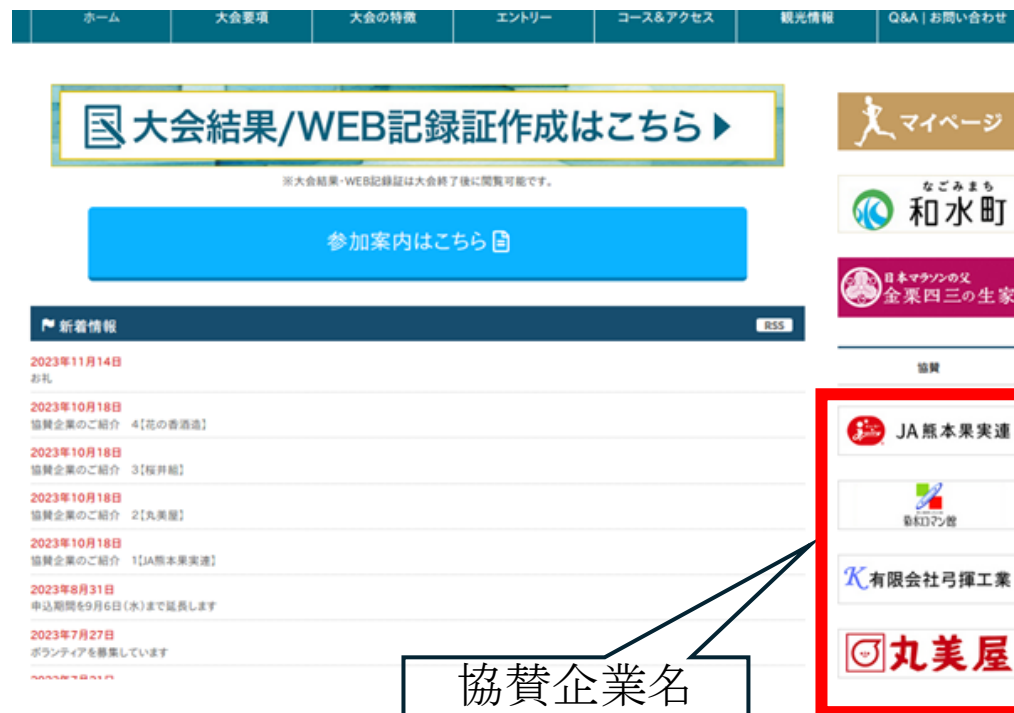 ホーム
大会要項
大会の特徴
エントリー
コース&アクセス
観光情報
Q&A | お問い合わせ
大会結果/WEB記録証作成はこちら
※大会結果・WEB記録証は大会終了後に閲覧可能です。
参加案内はこちら
新着情報
RSS
2023年11月14日
お礼
2023年10月18日
協賛企業のご紹介 4【花の香酒造】
2023年10月18日
協賛企業のご紹介 3【桜井組】
2023年10月18日
協賛企業のご紹介 2【丸美屋】
2023年10月18日
協賛企業のご紹介 1【JA熊本果実連】
2023年8月31日
申込期間を9月6日(水)まで延長します
2023年7月27日
ボランティアを募集しています
マイページ
なごみまち
和水町
日本マラソンの父
金栗四三の生家
協賛
JA熊本果実連
菊水ロマン館
K 有限会社弓揮工業
丸美屋
協賛企業名